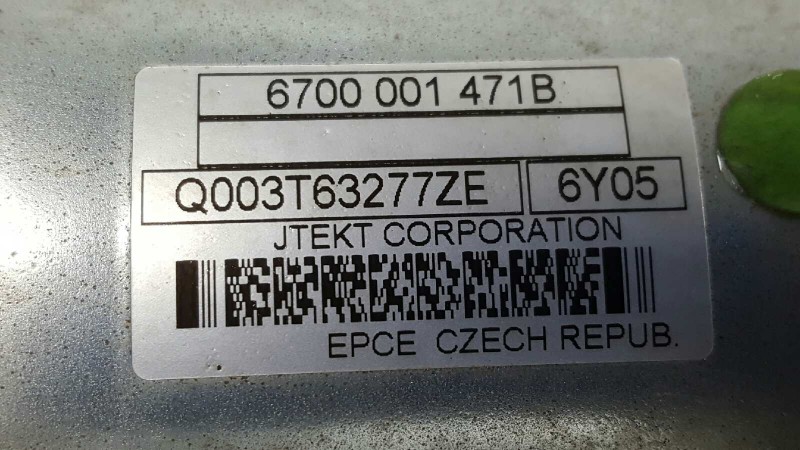 6700 001 471B
Q003T63277ZE 6Y05
JTEKT CORPORATION
EPCE CZECH REPUB.